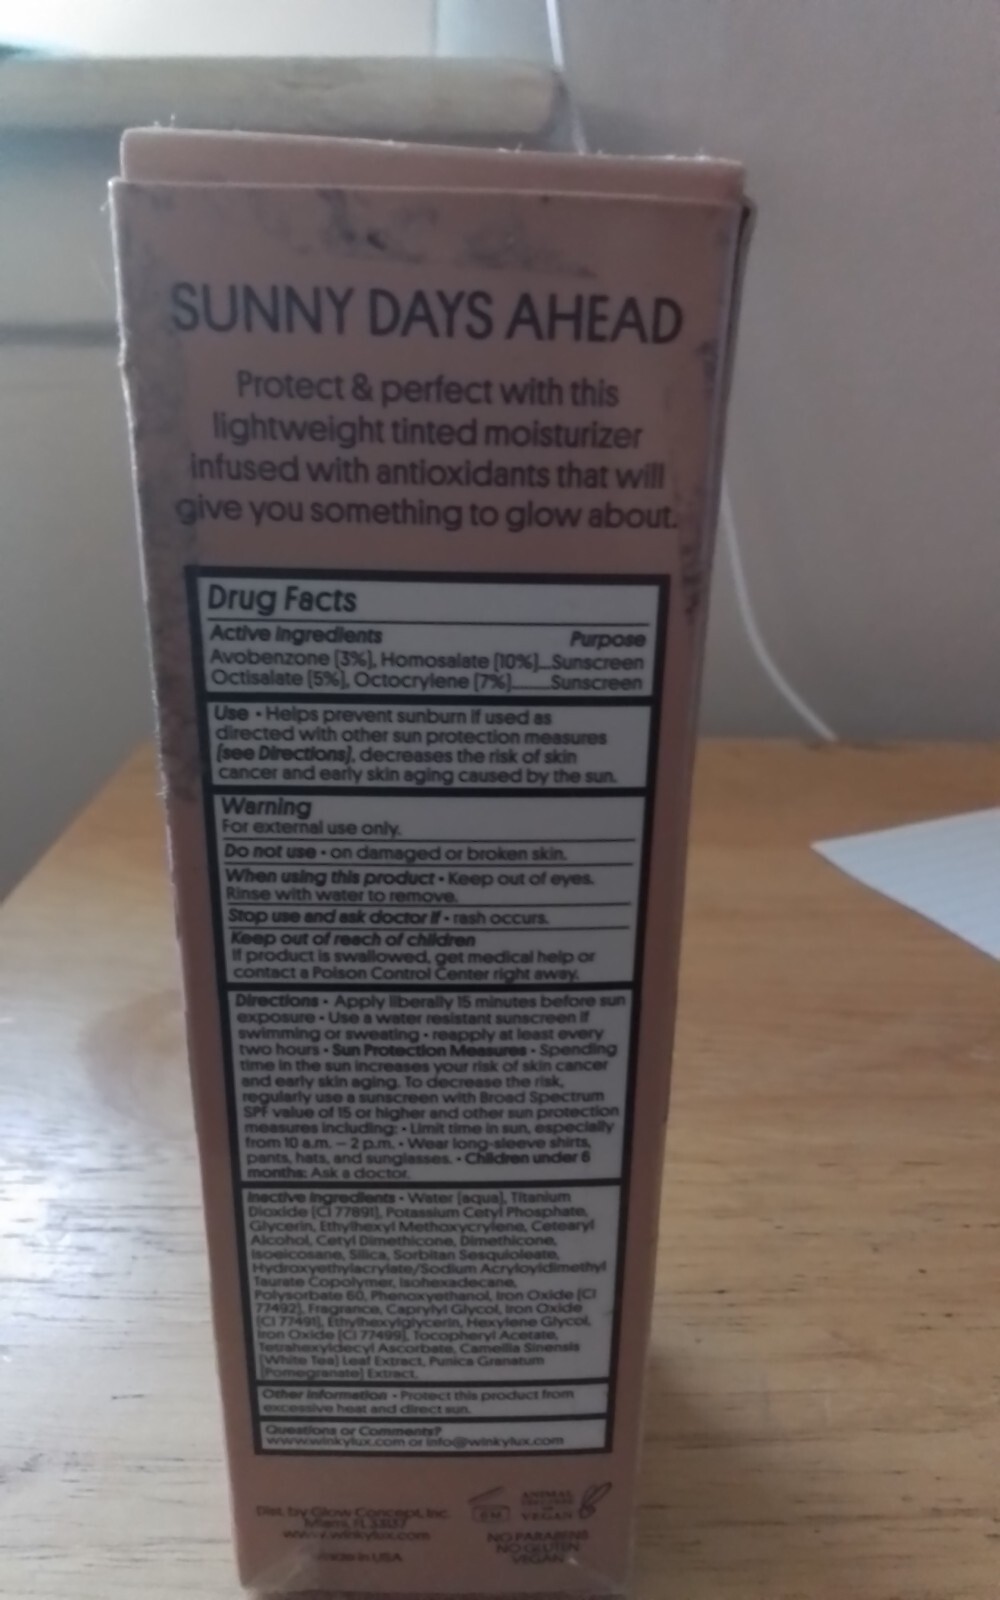 SUNNY DAYS AHEAD
Protect & perfect with this
lightweight tinted moisturizer
infused with antioxidants that will
give you something to glow about.
Drug Facts
Active Ingredients Purpose
Avobenzone (3%), Homosalate (10%)...Sunscreen
Octisalate (5%), Octocrylene (7%)........Sunscreen
Use • Helps prevent sunburn if used as
directed with other sun protection measures
(see Directions), decreases the risk of skin
cancer and early skin aging caused by the sun.
Warning
For external use only.
Do not use • on damaged or broken skin.
When using this product • Keep out of eyes.
Rinse with water to remove.
Stop use and ask doctor if • rash occurs.
Keep out of reach of children
If product is swallowed, get medical help or
contact a Poison Control Center right away.
Directions • Apply liberally 15 minutes before sun
exposure • Use a water resistant sunscreen if
swimming or sweating • reapply at least every
two hours • Sun Protection Measures • Spending
time in the sun increases your risk of skin cancer
and early skin aging. To decrease the risk,
regularly use a sunscreen with Broad Spectrum
SPF value of 15 or higher and other sun protection
measures including: • Limit time in sun, especially
from 10 a.m. – 2 p.m. • Wear long-sleeve shirts,
pants, hats, and sunglasses. • Children under 6
months: Ask a doctor.
Inactive Ingredients • Water (aqua), Titanium
Dioxide (CI 77891), Potassium Cetyl Phosphate,
Glycerin, Ethylhexyl Methoxycrylene, Cetearyl
Alcohol, Cetyl Dimethicone, Dimethicone,
Isoeicosane, Silica, Sorbitan Sesquioleate,
Hydroxyethylacrylate/Sodium Acryloyldimethyl
Taurate Copolymer, Isohexadecane,
Polysorbate 60, Phenoxyethanol, Iron Oxide (CI
77492), Fragrance, Caprylyl Glycol, Iron Oxide
(CI 77491), Ethylhexylglycerin, Hexylene Glycol,
Iron Oxide (CI 77499), Tocopheryl Acetate,
Tetrahexyldecyl Ascorbate, Camellia Sinensis
(White Tea) Leaf Extract, Punica Granatum
(Pomegranate) Extract.
Other Information • Protect this product from
excessive heat and direct sun.
Questions or Comments?
www.winkylux.com or info@winkylux.com
Dist. by Glow Concept, Inc.
Miami, FL 33137
www.winkylux.com
Made in USA
ANIMAL
VEGAN
NO PARABENS
NO GLUTEN
VEGAN